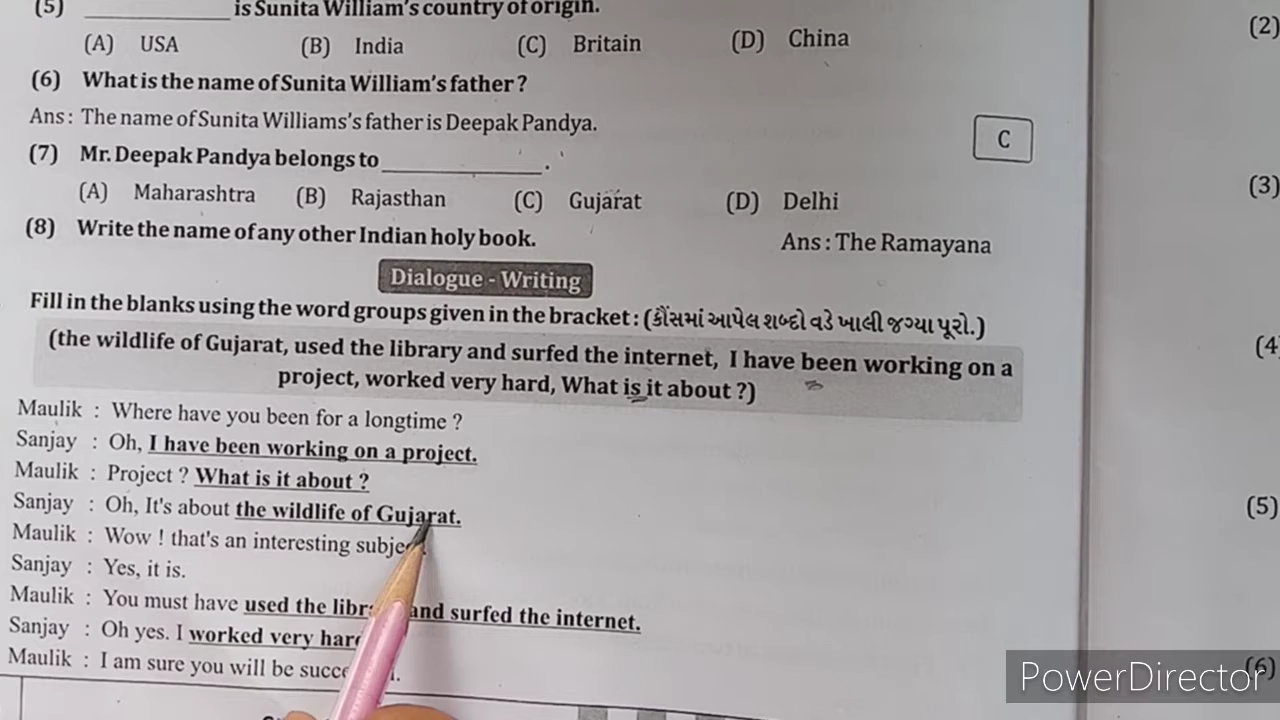 (5) ____________ is Sunita William's country of origin.
(A) USA (B) India (C) Britain (D) China
(6) What is the name of Sunita William's father ?
Ans : The name of Sunita Williams's father is Deepak Pandya.
C
(7) Mr. Deepak Pandya belongs to ____________ .
(A) Maharashtra (B) Rajasthan (C) Gujarat (D) Delhi
(8) Write the name of any other Indian holy book. Ans : The Ramayana
Dialogue - Writing
Fill in the blanks using the word groups given in the bracket : (કૌંસમાં આપેલ શબ્દો વડે ખાલી જગ્યા પૂરો.)
(the wildlife of Gujarat, used the library and surfed the internet, I have been working on a
project, worked very hard, What is it about ?)
Maulik : Where have you been for a longtime ?
Sanjay : Oh, I have been working on a project.
Maulik : Project ? What is it about ?
Sanjay : Oh, It's about the wildlife of Gujarat.
Maulik : Wow ! that's an interesting
Sanjay : Yes, it is.
Maulik : You must have used the and surfed the internet.
Sanjay : Oh yes. I worked very
Maulik : I am sure you will be
(2)
(3)
(4
(5)
(6)
PowerDirector